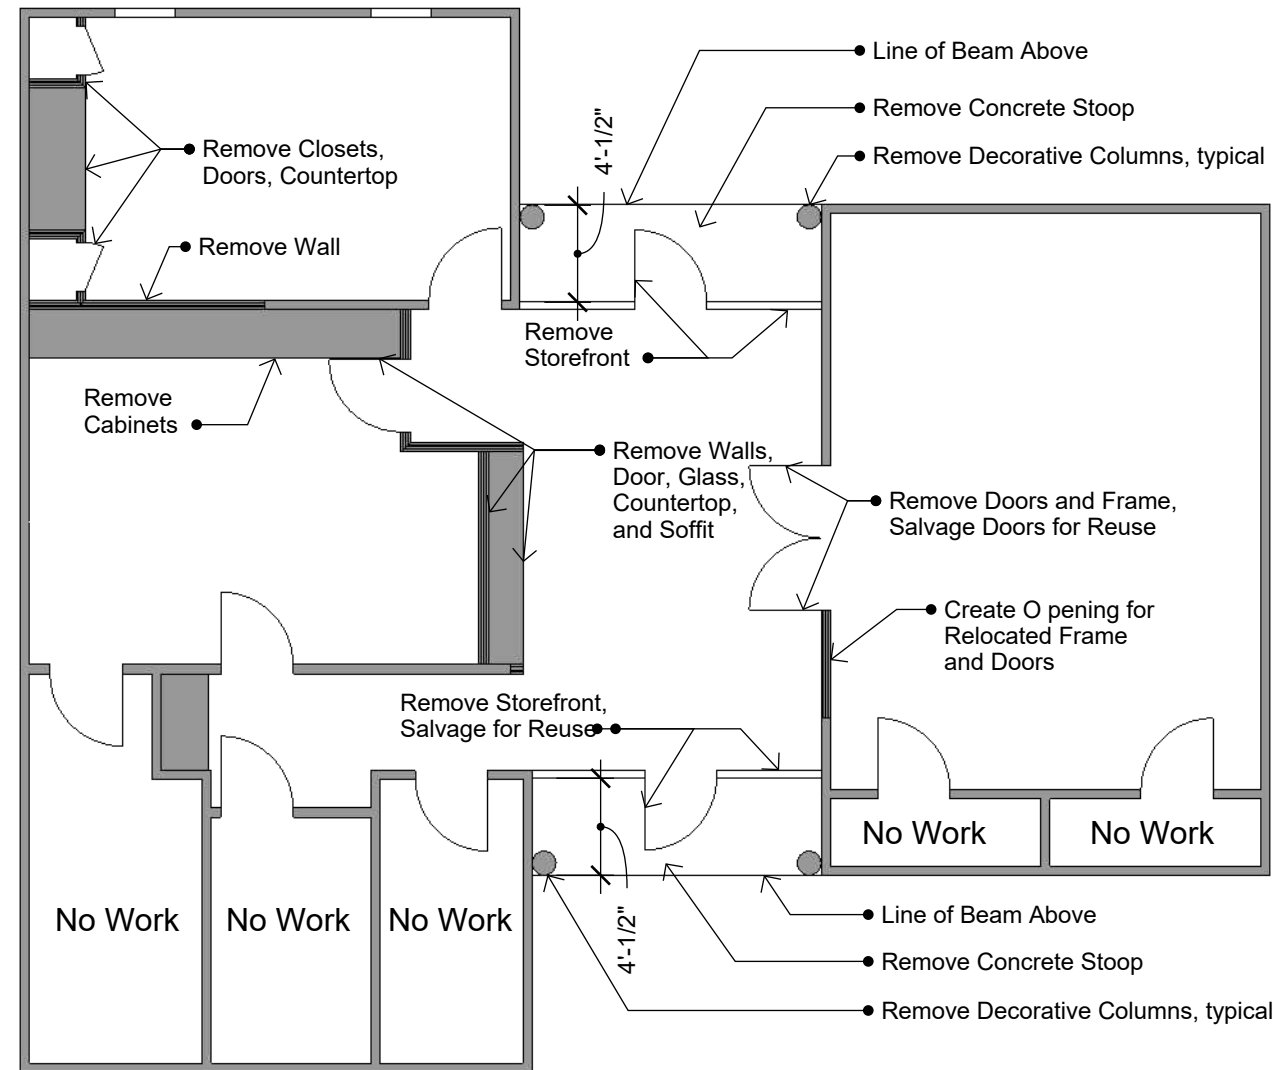 Line of Beam Above
Remove Concrete Stoop
Remove Decorative Columns, typical
4'-1/2"
Remove Closets,
Doors, Countertop
Remove Wall
Remove
Storefront
Remove
Cabinets
Remove Walls,
Door, Glass,
Countertop,
and Soffit
Remove Doors and Frame,
Salvage Doors for Reuse
Create O pening for
Relocated Frame
and Doors
Remove Storefront,
Salvage for Reuse
No Work
No Work
No Work
No Work
No Work
4'-1/2"
Line of Beam Above
Remove Concrete Stoop
Remove Decorative Columns, typical